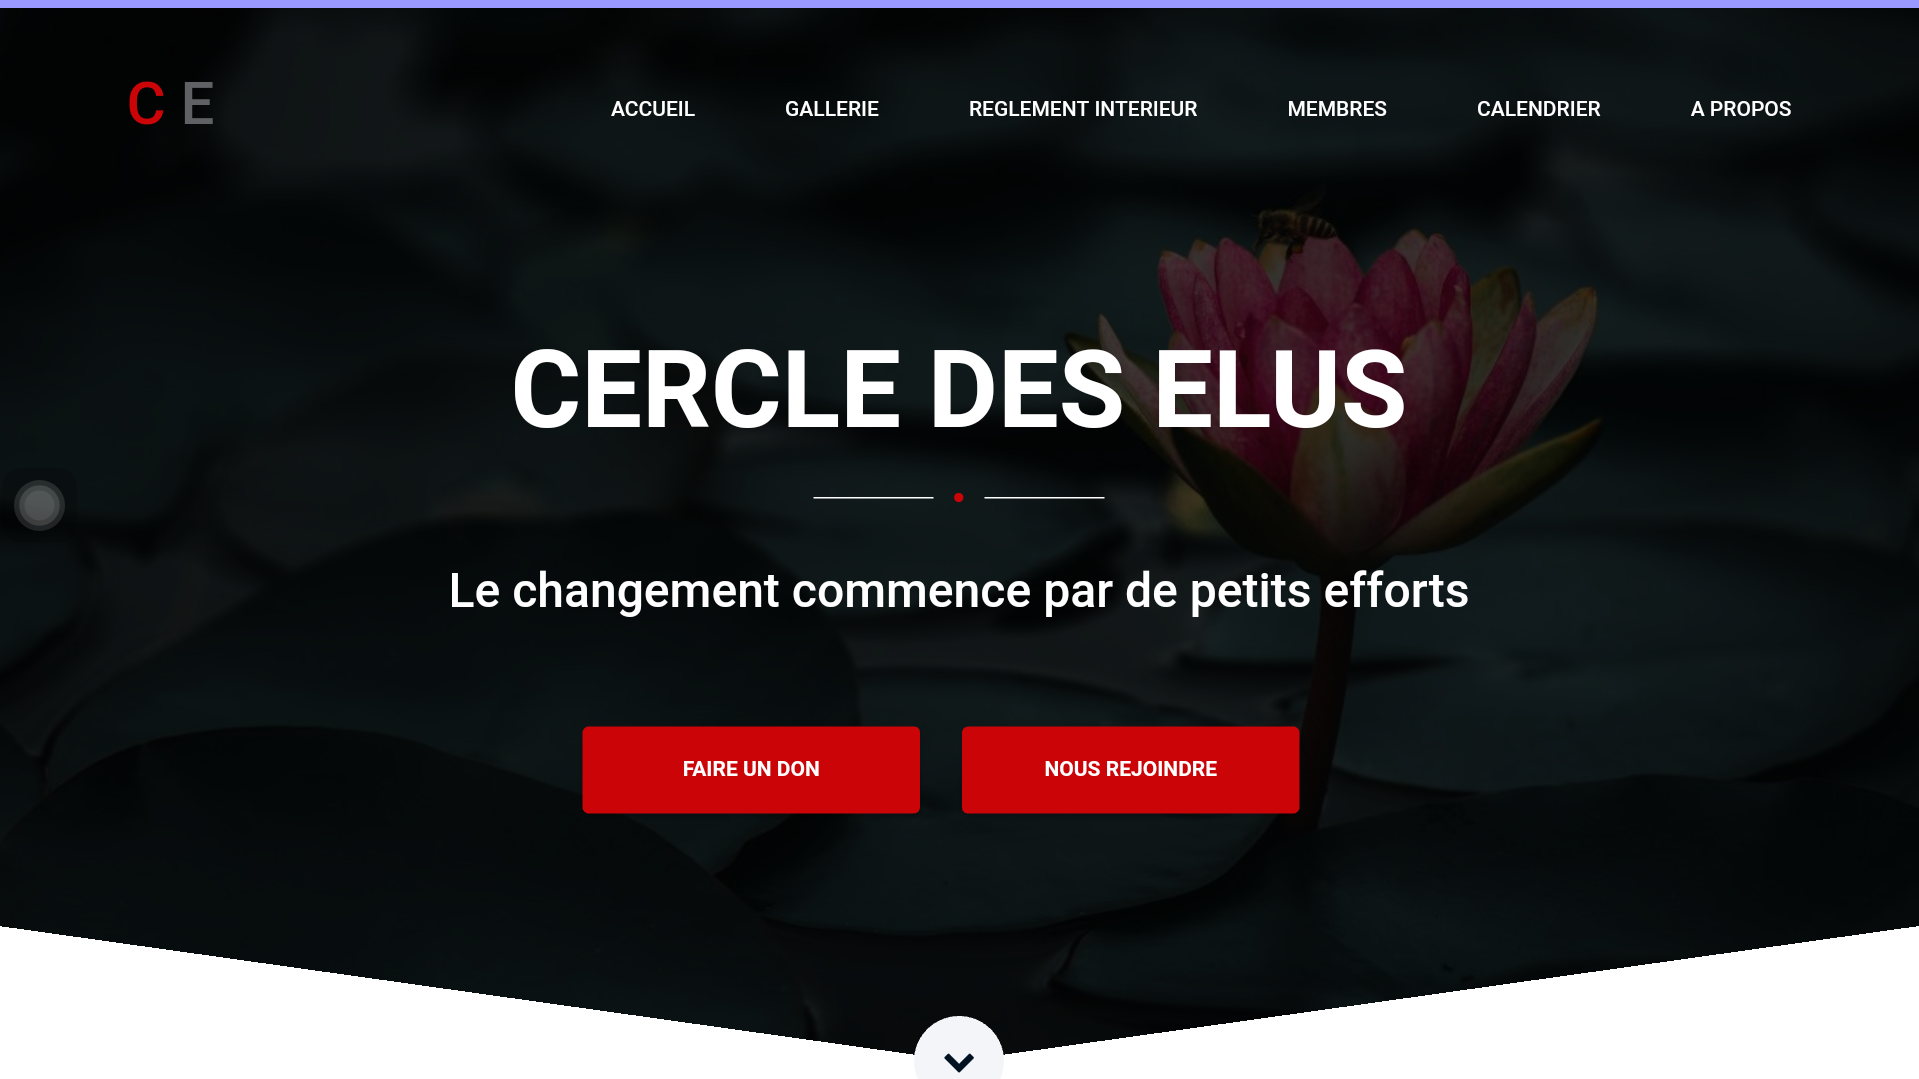 C E
ACCUEIL GALLERIE REGLEMENT INTERIEUR MEMBRES CALENDRIER A PROPOS
CERCLE DES ELUS
Le changement commence par de petits efforts
FAIRE UN DON NOUS REJOINDRE